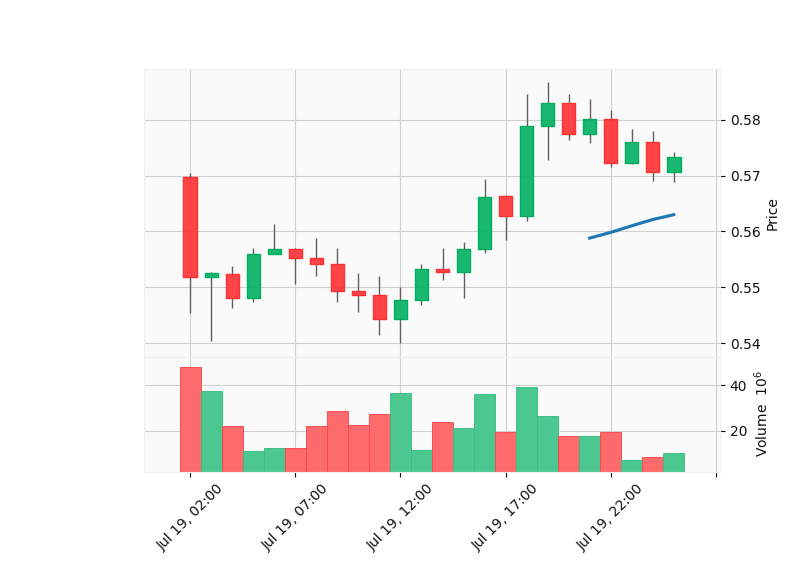 0.58
0.57
0.56
0.55
0.54
Price
40
20
Volume 10^6
Jul 19, 02:00
Jul 19, 07:00
Jul 19, 12:00
Jul 19, 17:00
Jul 19, 22:00